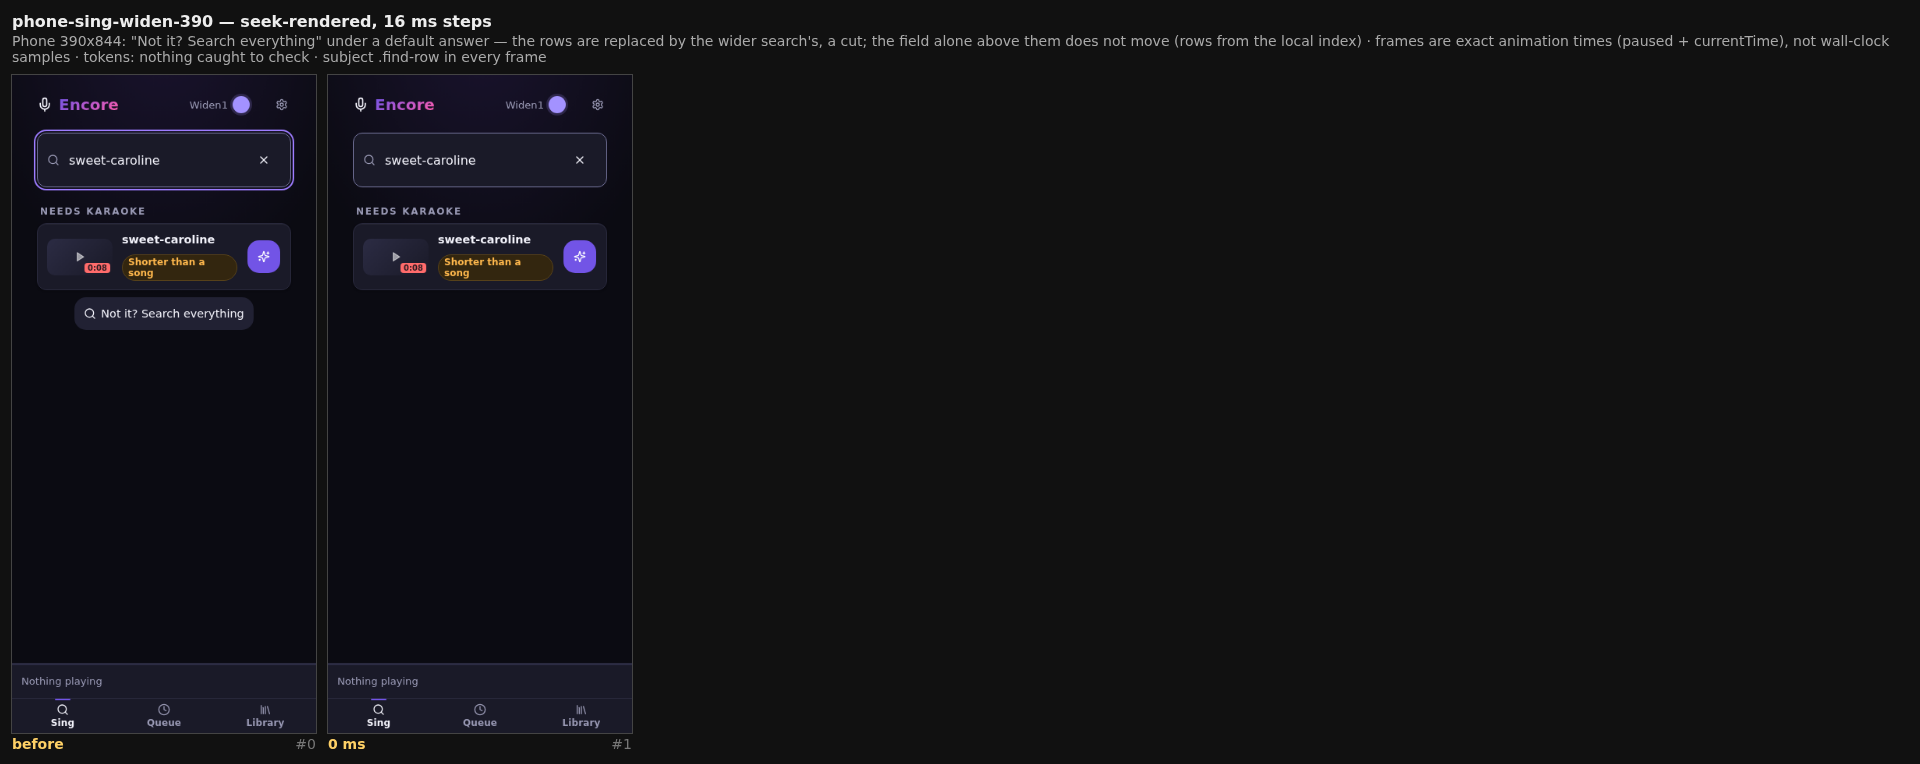 phone-sing-widen-390 — seek-rendered, 16 ms steps
Phone 390x844: "Not it? Search everything" under a default answer — the rows are replaced by the wider search's, a cut; the field alone above them does not move (rows from the local index) · frames are exact animation times (paused + currentTime), not wall-clock
samples · tokens: nothing caught to check · subject .find-row in every frame
Encore
Widen1
sweet-caroline
NEEDS KARAOKE
sweet-caroline
0:08
Shorter than a
song
Not it? Search everything
Nothing playing
Sing
Queue
Library
before
#0
Encore
Widen1
sweet-caroline
NEEDS KARAOKE
sweet-caroline
0:08
Shorter than a
song
Nothing playing
Sing
Queue
Library
0 ms
#1